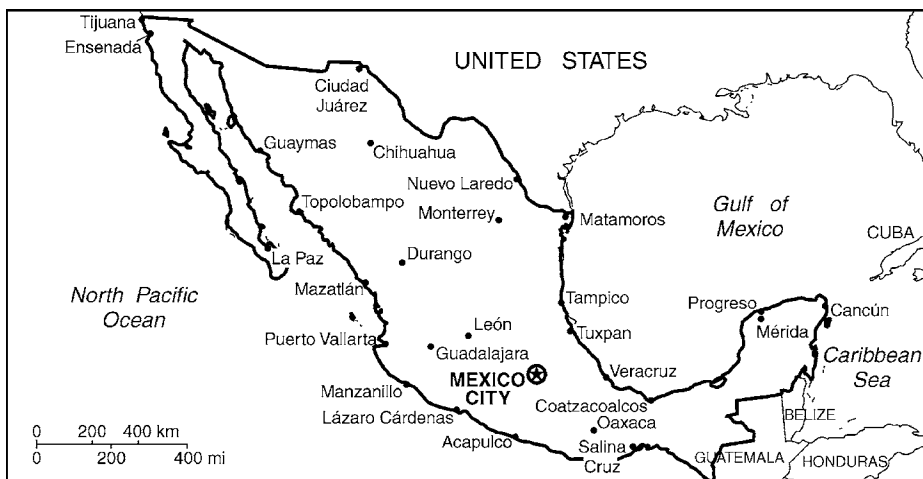 Tijuana
Ensenada
UNITED STATES
Ciudad
Juárez
Guaymas
Chihuahua
Nuevo Laredo
Topolobampo
Monterrey
Matamoros
Gulf of
Mexico
CUBA
La Paz
Durango
North Pacific
Ocean
Mazatlán
Tampico
Progreso
Cancún
Puerto Vallarta
León
Tuxpan
Mérida
Guadalajara
Caribbean
Sea
MEXICO
CITY
Veracruz
Manzanillo
Coatzacoalcos
Lázaro Cárdenas
Oaxaca
BELIZE
Acapulco
Salina
Cruz
GUATEMALA
HONDURAS
0 200 400 km
0 200 400 mi